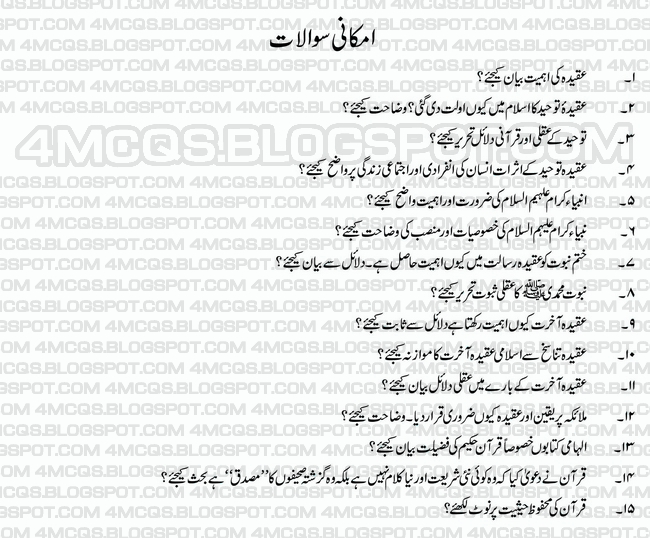 امکانی سوالات
۱۔ عقیدہ کی اہمیت بیان کیجئے؟
۲۔ عقیدۂ توحید کا اسلام میں کیوں اولت دی گئی؟ وضاحت کیجئے؟
4MCQS.BLOGSPOT.COM
۳۔ توحید کے عقلی اور قرآنی دلائل تحریر کیجئے؟
۴۔ عقیدہ توحید کے اثرات انسان کی انفرادی اور اجتماعی زندگی پر واضح کیجئے؟
۵۔ انبیاء کرام علیہم السلام کی ضرورت اور اہمیت واضح کیجئے؟
۶۔ نبیاء کرام علیہم السلام کی خصوصیات اور منصب کی وضاحت کیجئے؟
۷۔ ختم نبوت کو عقیدہ رسالت میں کیوں اہمیت حاصل ہے۔ دلائل سے بیان کیجئے؟
۸۔ نبوت محمدی ﷺ کا عقلی ثبوت تحریر کیجئے؟
۹۔ عقیدہ آخرت کیوں اہمیت رکھتا ہے دلائل سے ثابت کیجئے؟
۱۰۔ عقیدہ تناسخ سے اسلامی عقیدہ آخرت کا موازنہ کیجئے؟
۱۱۔ عقیدہ آخرت کے بارے میں عقلی دلائل بیان کیجئے؟
۱۲۔ ملائکہ پر یقین اور عقیدہ کیوں ضروری قرار دیا۔ وضاحت کیجئے؟
۱۳۔ الہامی کتابوں خصوصاً قرآن حکیم کی فضیلت بیان کیجئے؟
۱۴۔ قرآن نے دعویٰ کیا کہ وہ کوئی نئی شریعت اور نیا کلام نہیں ہے بلکہ وہ گزشتہ صحیفوں کا ”مصدق“ ہے بحث کیجئے؟
۱۵۔ قرآن کی محفوظ حیثیت پر نوٹ لکھئے؟